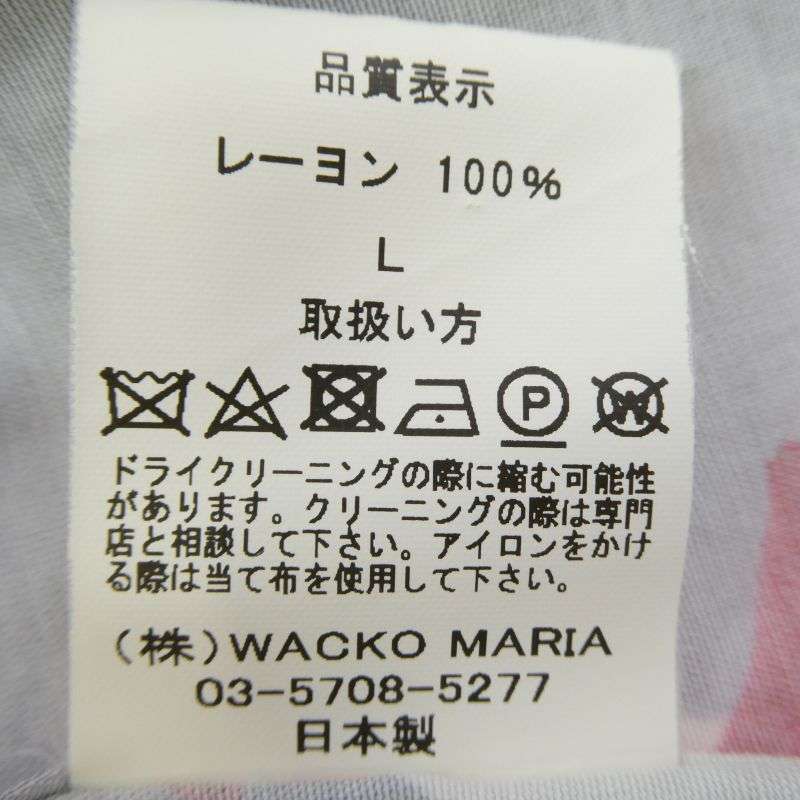 品質表示
レーヨン 100%
L
取扱い方
P W
ドライクリーニングの際に縮む可能性
があります。クリーニングの際は専門
店と相談して下さい。アイロンをかけ
る際は当て布を使用して下さい。
(株)WACKO MARIA
03-5708-5277
日本製